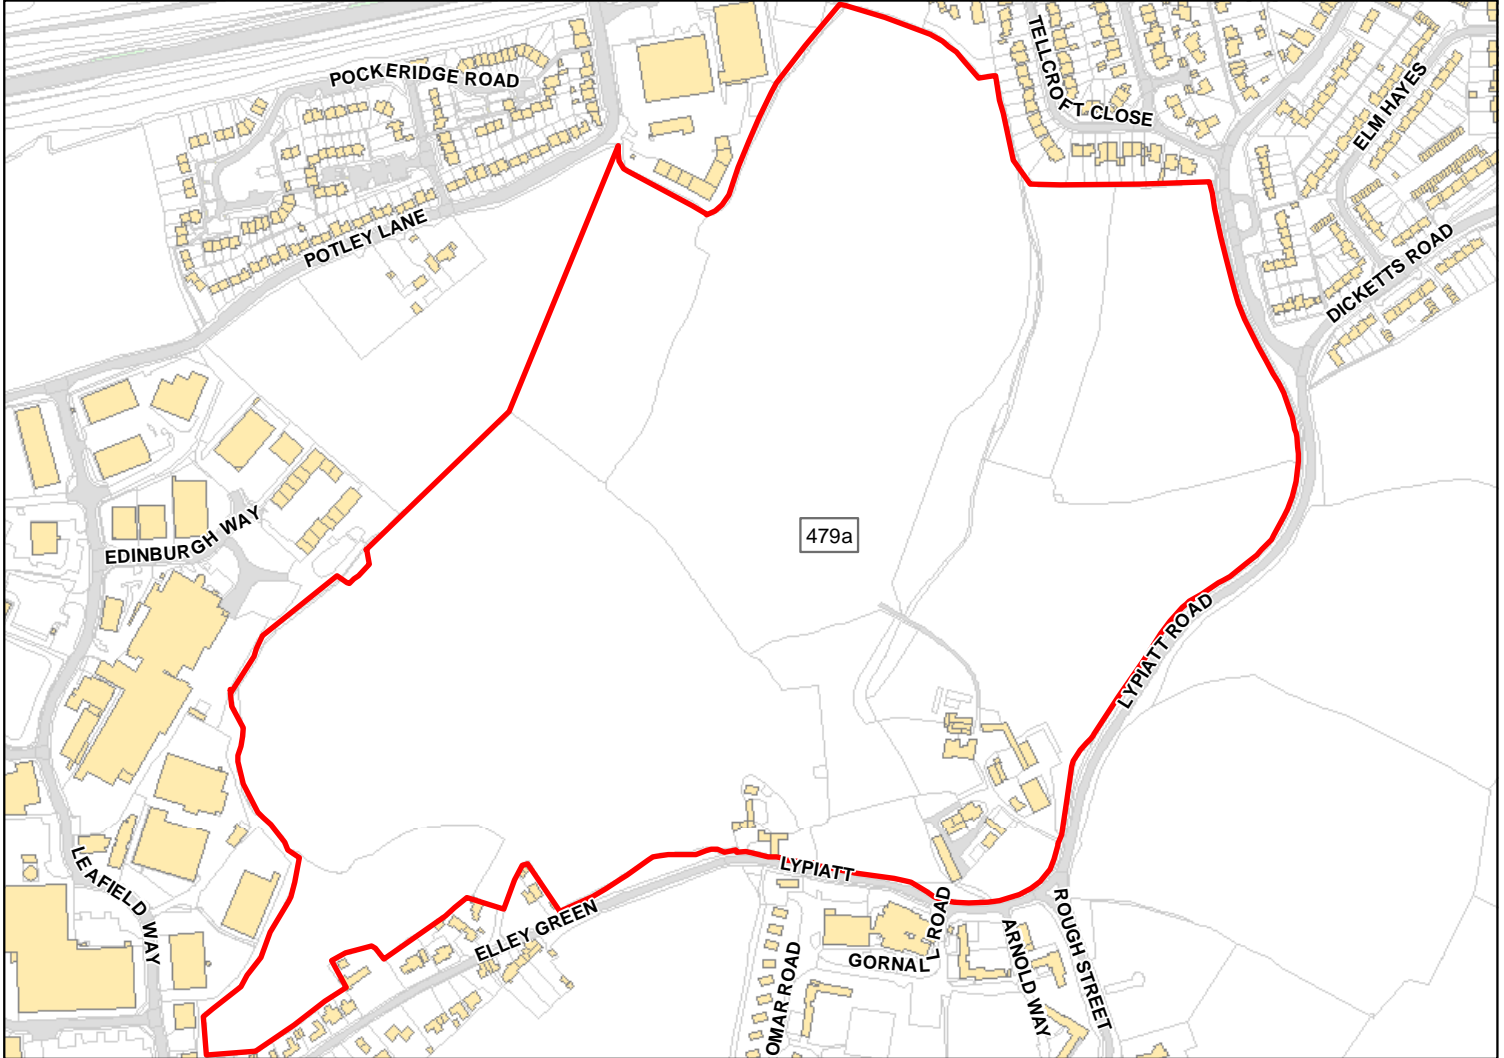 POCKERIDGE ROAD
TELLCROFT CLOSE
ELM HAYES
POTLEY LANE
DICKETTS ROAD
479a
EDINBURGH WAY
LYPIATT ROAD
LEAFIELD WAY
LYPIATT
ELLEY GREEN
GORNALL ROAD
OMAR ROAD
ARNOLD WAY
ROUGH STREET